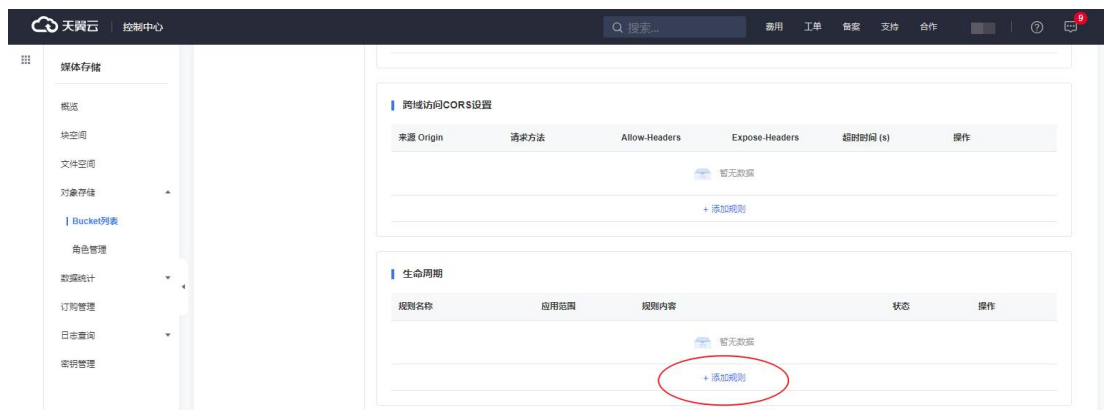 天翼云 控制中心 搜索... 费用 工单 备案 支持 合作 9
媒体存储
概览
块空间
文件空间
对象存储
Bucket列表
角色管理
数据统计
订购管理
日志查询
密钥管理
跨域访问CORS设置
来源 Origin 请求方法 Allow-Headers Expose-Headers 超时时间 (s) 操作
暂无数据
+ 添加规则
生命周期
规则名称 应用范围 规则内容 状态 操作
暂无数据
+ 添加规则